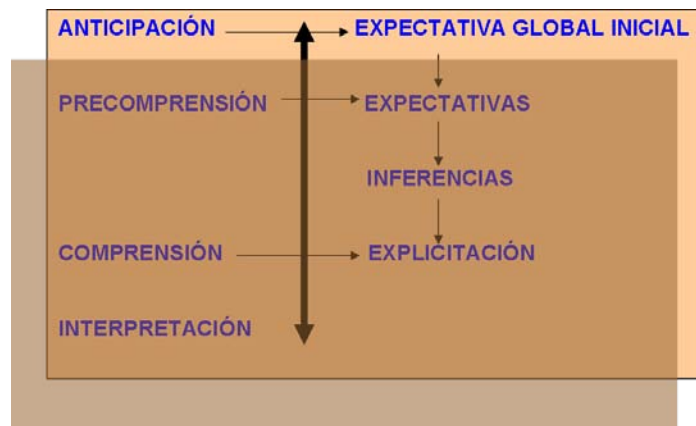 ANTICIPACIÓN EXPECTATIVA GLOBAL INICIAL
PRECOMPRENSIÓN EXPECTATIVAS
INFERENCIAS
COMPRENSIÓN EXPLICITACIÓN
INTERPRETACIÓN